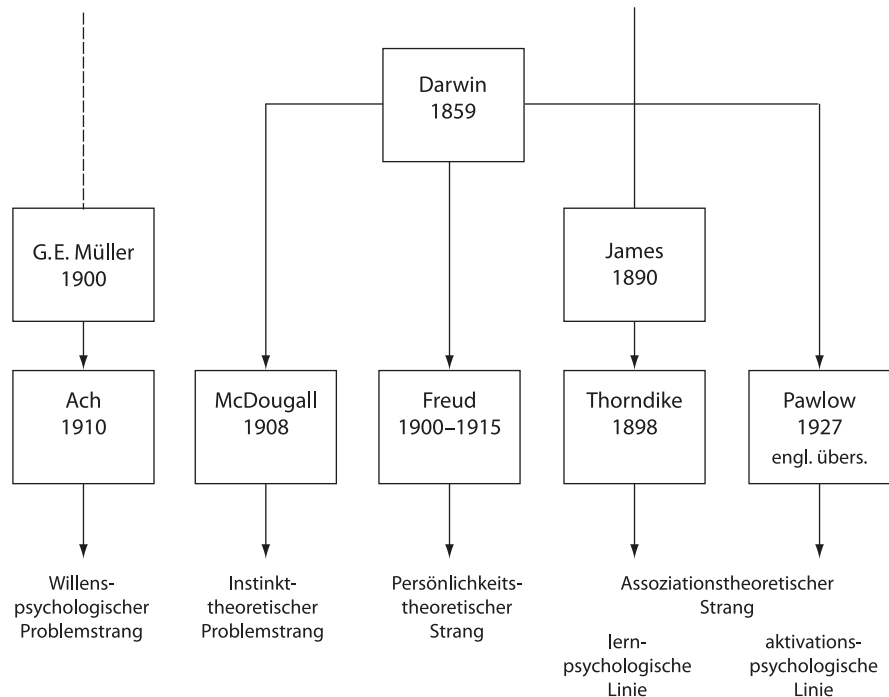 Darwin
1859
G.E. Müller
1900
James
1890
Ach
1910
McDougall
1908
Freud
1900–1915
Thorndike
1898
Pawlow
1927
engl. übers.
Willens-
psychologischer
Problemstrang
Instinkt-
theoretischer
Problemstrang
Persönlichkeits-
theoretischer
Strang
Assoziationstheoretischer
Strang
lern-
psychologische
Linie
aktivations-
psychologische
Linie